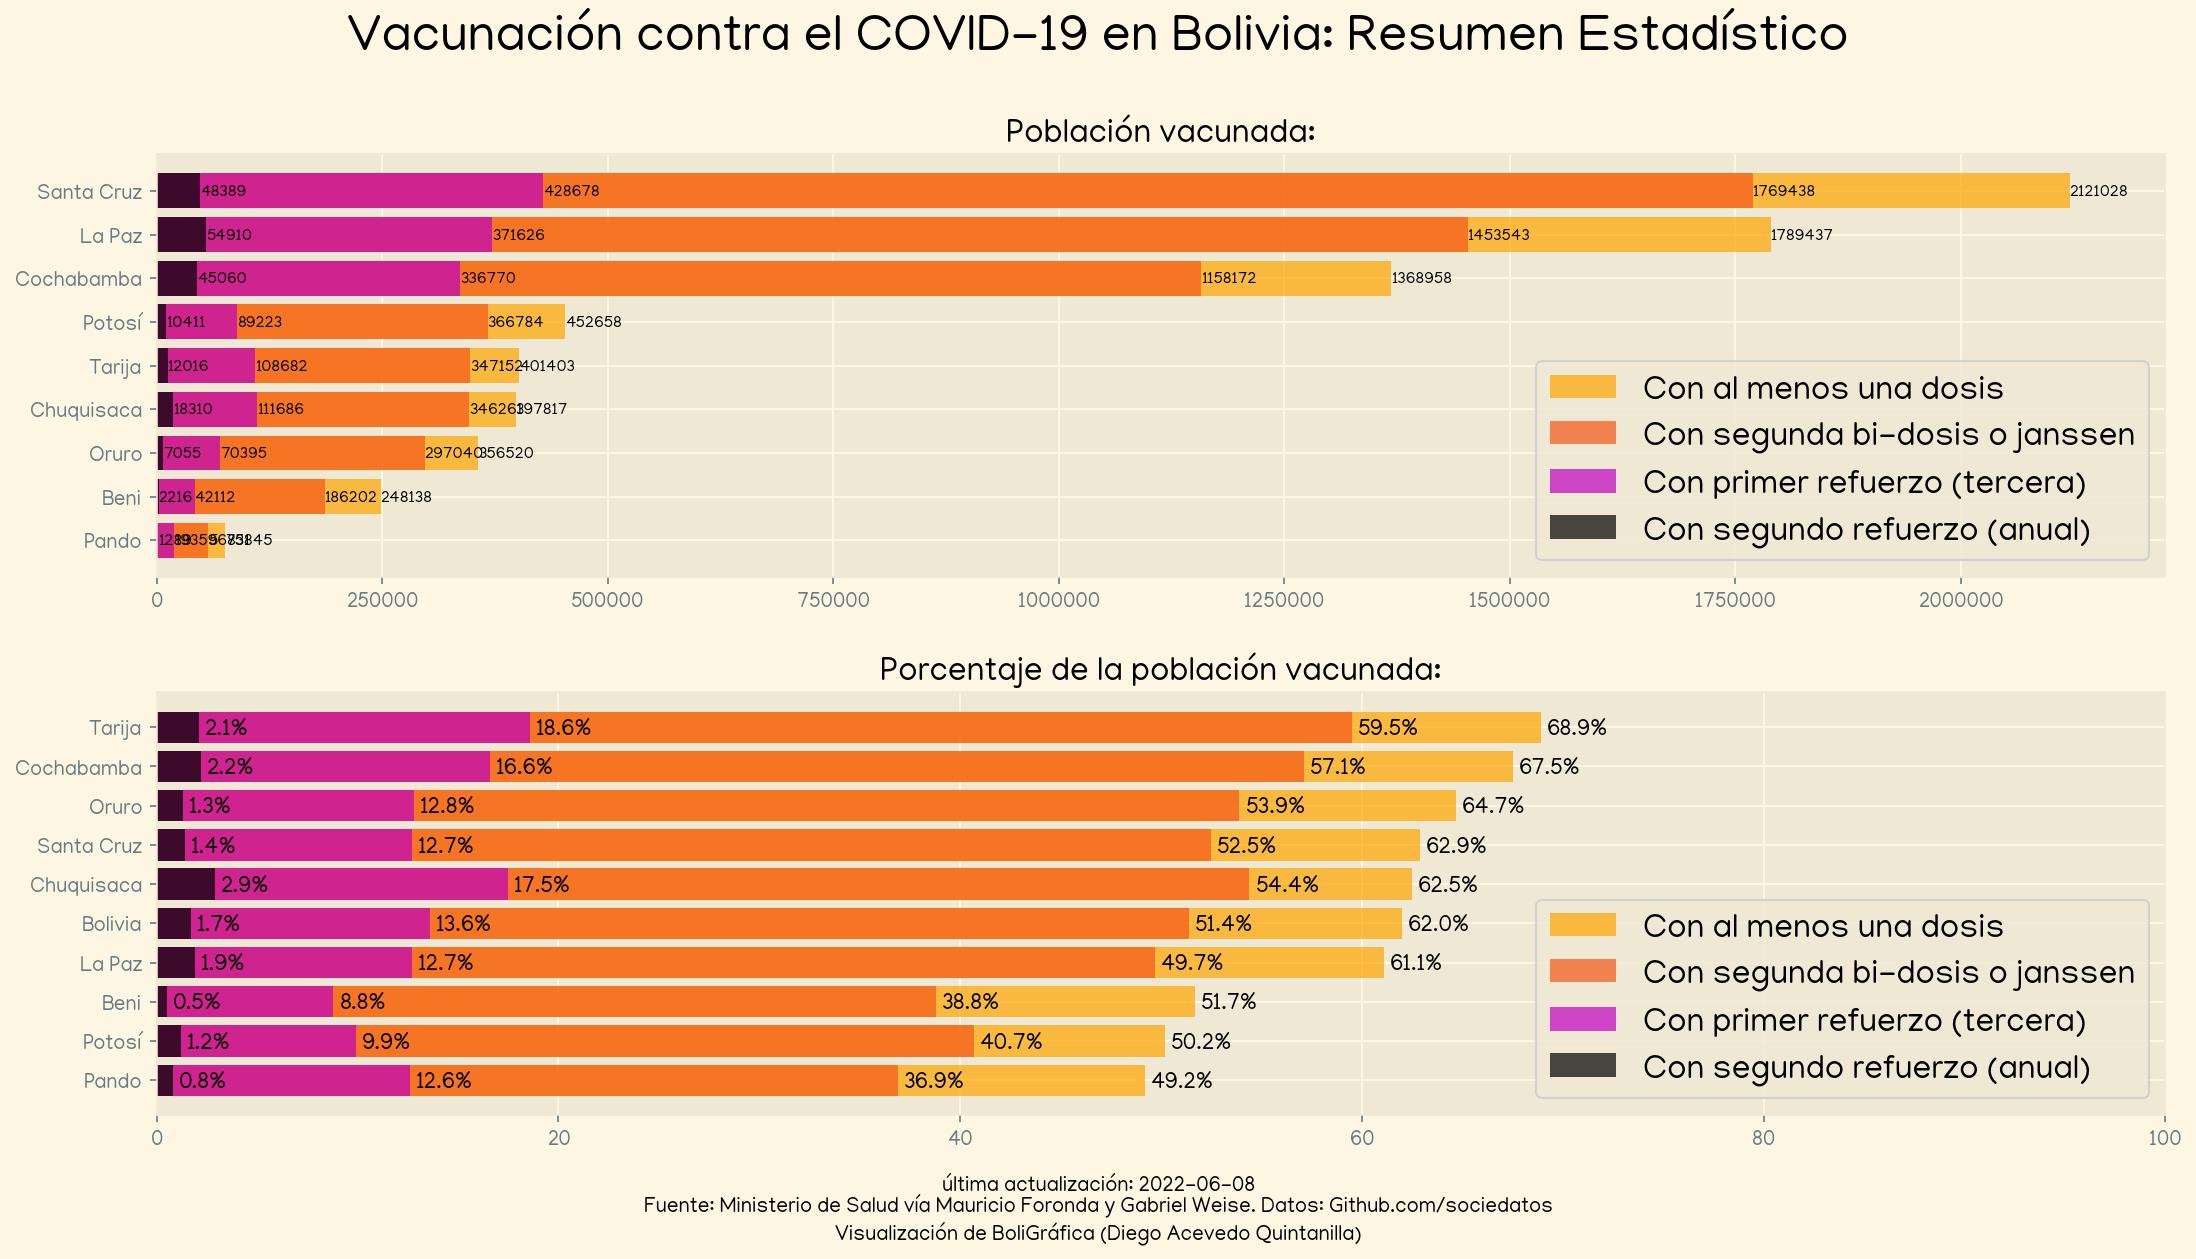 Vacunación contra el COVID-19 en Bolivia: Resumen Estadístico
Población vacunada:
Santa Cruz 48389 428678 1769438 2121028
La Paz 54910 371626 1453543 1789437
Cochabamba 45060 336770 1158172 1368958
Potosí 10411 89223 366784 452658
Tarija 12016 108682 347152 401403
Chuquisaca 18310 111686 397817
Oruro 7055 70395 297040 356520
Beni 2216 42112 186202 248138
Pando
Con al menos una dosis
Con segunda bi-dosis o janssen
Con primer refuerzo (tercera)
Con segundo refuerzo (anual)
0 250000 500000 750000 1000000 1250000 1500000 1750000 2000000
Porcentaje de la población vacunada:
Tarija 2.1% 18.6% 59.5% 68.9%
Cochabamba 2.2% 16.6% 57.1% 67.5%
Oruro 1.3% 12.8% 53.9% 64.7%
Santa Cruz 1.4% 12.7% 52.5% 62.9%
Chuquisaca 2.9% 17.5% 54.4% 62.5%
Bolivia 1.7% 13.6% 51.4% 62.0%
La Paz 1.9% 12.7% 49.7% 61.1%
Beni 0.5% 8.8% 38.8% 51.7%
Potosí 1.2% 9.9% 40.7% 50.2%
Pando 0.8% 12.6% 36.9% 49.2%
Con al menos una dosis
Con segunda bi-dosis o janssen
Con primer refuerzo (tercera)
Con segundo refuerzo (anual)
0 20 40 60 80 100
última actualización: 2022-06-08
Fuente: Ministerio de Salud vía Mauricio Foronda y Gabriel Weise. Datos: Github.com/sociedatos
Visualización de BoliGráfica (Diego Acevedo Quintanilla)